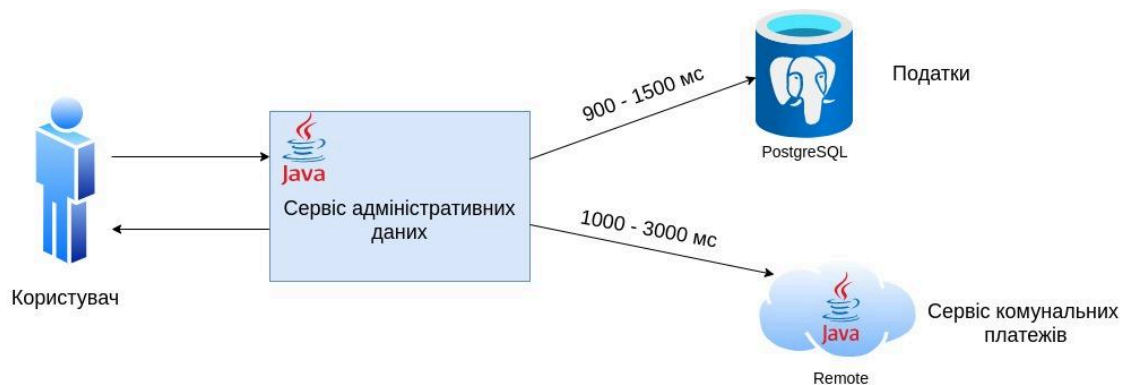 900 - 1500 мс
Податки
PostgreSQL
Java
Сервіс адміністративних
даних
1000 - 3000 мс
Користувач
Java
Сервіс комунальних
платежів
Remote